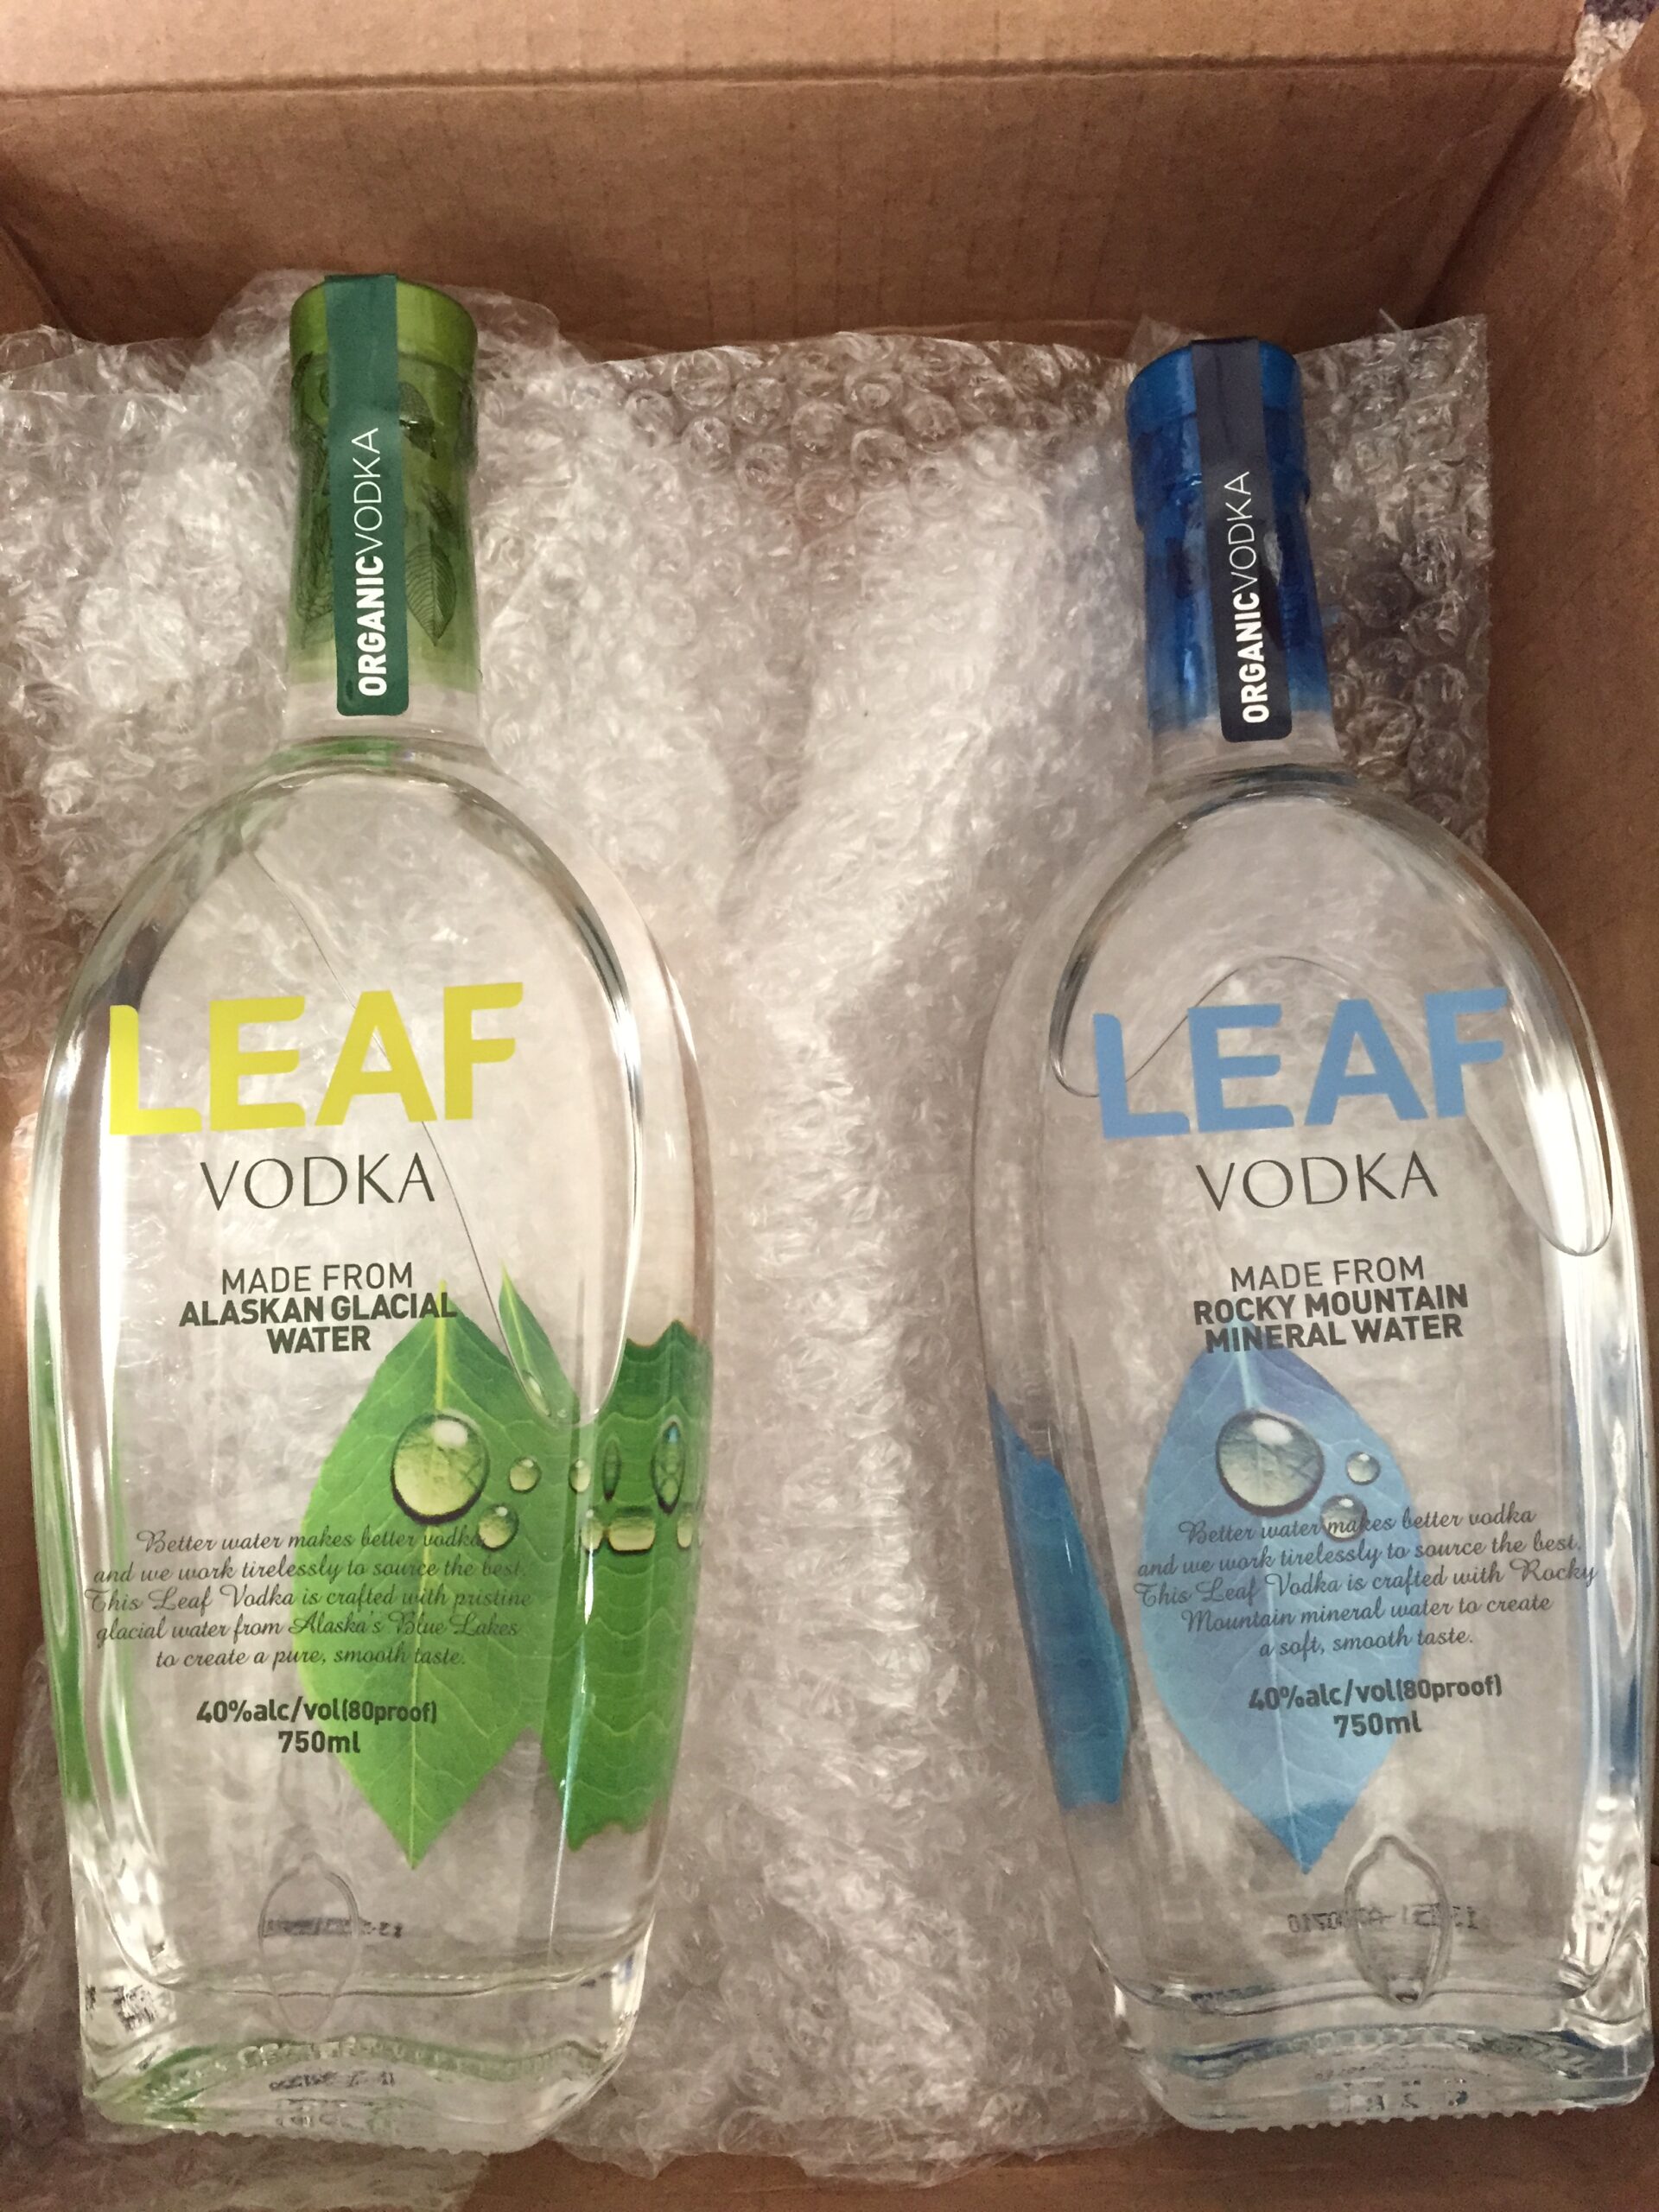 ORGANICVODKA
LEAF
VODKA
MADE FROM
ALASKAN GLACIAL
WATER
Better water makes better vodka
and we work tirelessly to source the best.
This Leaf Vodka is crafted with pristine
glacial water from Alaska's Blue Lakes
to create a pure, smooth taste.
40%alc/vol(80proof)
750ml
ORGANICVODKA
LEAF
VODKA
MADE FROM
ROCKY MOUNTAIN
MINERAL WATER
Better water makes better vodka
and we work tirelessly to source the best.
This Leaf Vodka is crafted with Rocky
Mountain mineral water to create
a soft, smooth taste.
40%alc/vol(80proof)
750ml